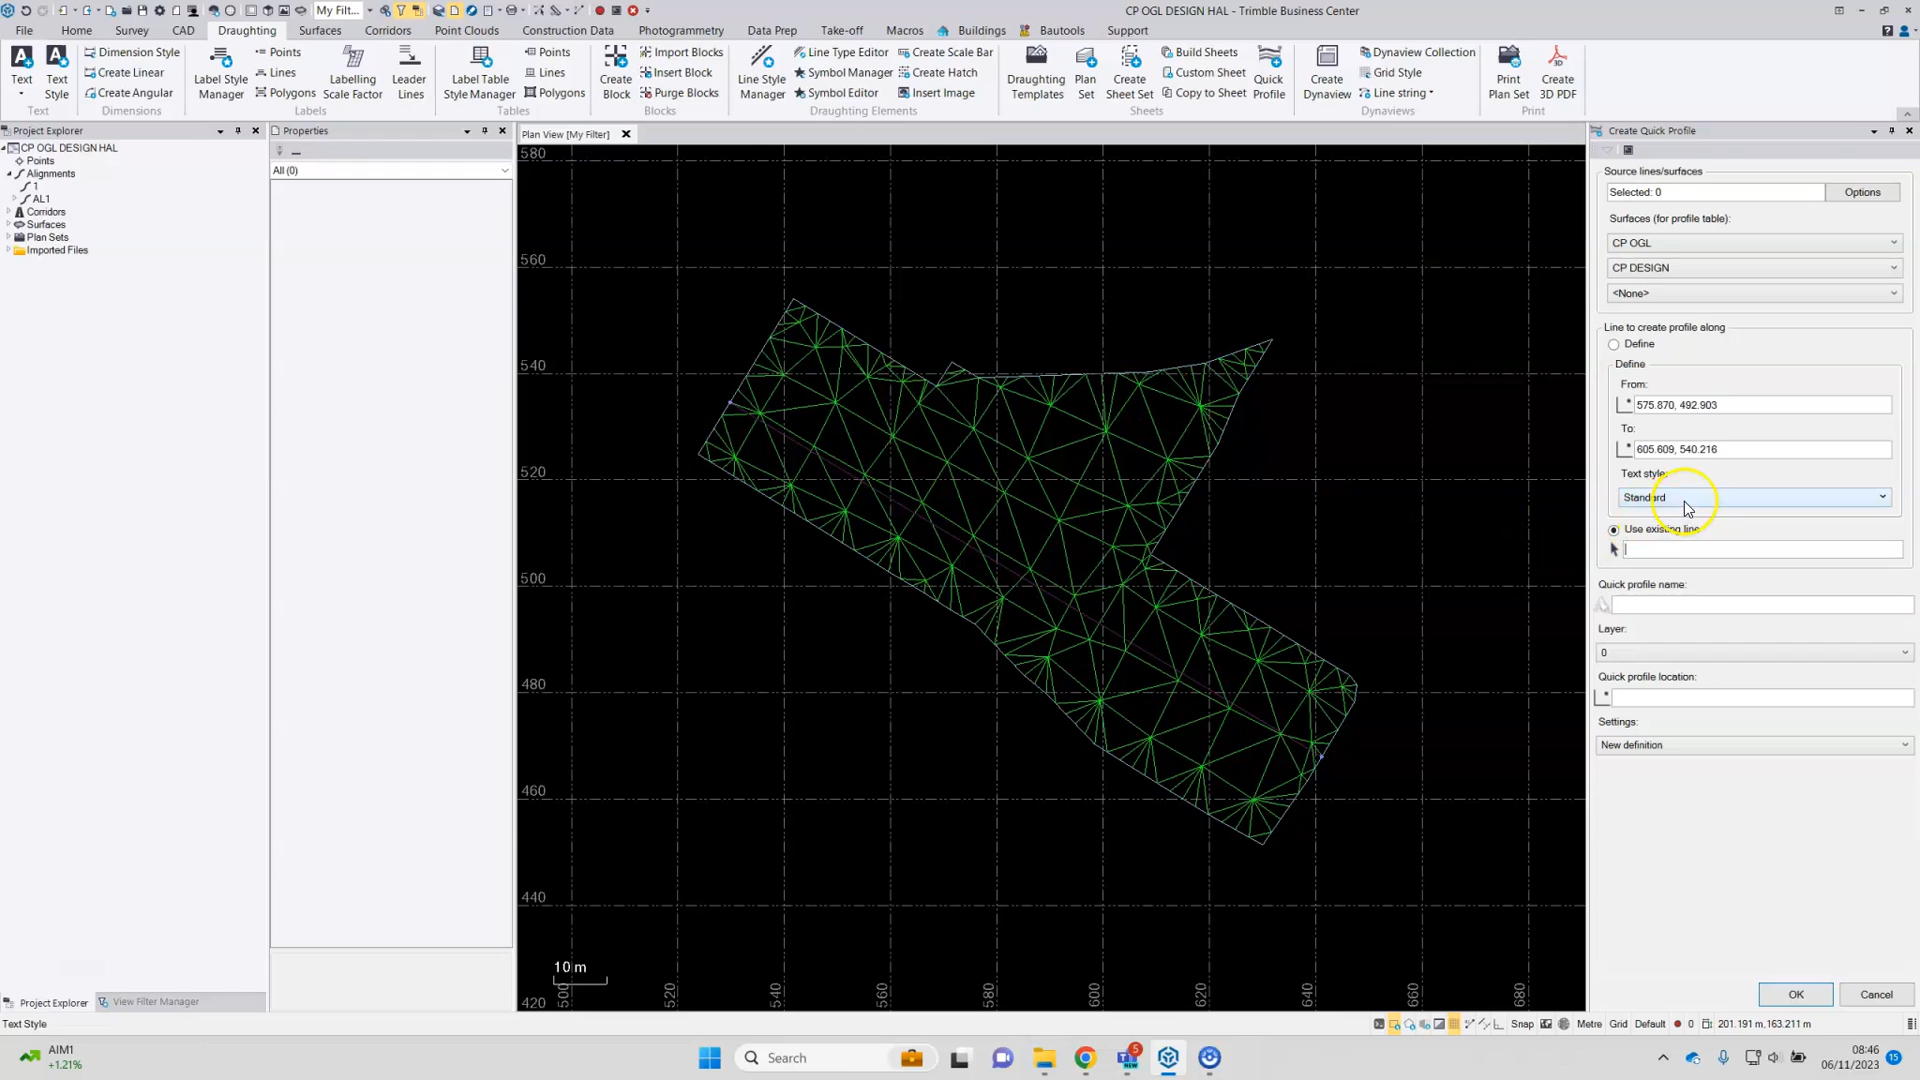 My Filt...
CP OGL DESIGN HAL - Trimble Business Center
File Home Survey CAD Draughting Surfaces Corridors Point Clouds Construction Data Photogrammetry Data Prep Take-off Macros Buildings Bautools Support
Text
Text Style
Dimension Style
Create Linear
Create Angular
Label Style Manager
Points
Lines
Polygons
Labelling Scale Factor
Leader Lines
Label Table Style Manager
Points
Lines
Polygons
Create Block
Import Blocks
Insert Block
Purge Blocks
Line Style Manager
Line Type Editor
Symbol Manager
Symbol Editor
Create Scale Bar
Create Hatch
Insert Image
Draughting Templates
Plan Set
Create Sheet Set
Build Sheets
Custom Sheet
Copy to Sheet
Quick Profile
Create Dynaview
Dynaview Collection
Grid Style
Line string
Print Plan Set
Create 3D PDF
Text Dimensions Labels Tables Blocks Draughting Elements Sheets Dynaviews Print
Project Explorer
CP OGL DESIGN HAL
Points
Alignments
1
AL1
Corridors
Surfaces
Plan Sets
Imported Files
Properties
All (0)
Plan View [My Filter]
580
560
540
520
500
480
460
440
420
10 m
500 520 540 560 580 600 620 640 660 680
Create Quick Profile
Source lines/surfaces
Selected: 0
Options
Surfaces (for profile table):
CP OGL
CP DESIGN
<None>
Line to create profile along
Define
Define
From:
575.870, 492.903
To:
605.609, 540.216
Text style:
Standard
Use existing line
Quick profile name:
Layer:
0
Quick profile location:
Settings:
New definition
OK Cancel
Project Explorer View Filter Manager
Text Style
Snap Metre Grid Default 0 201.191 m,163.211 m
AIM1
+1.21%
Search
5
NEW
08:46
06/11/2023
15